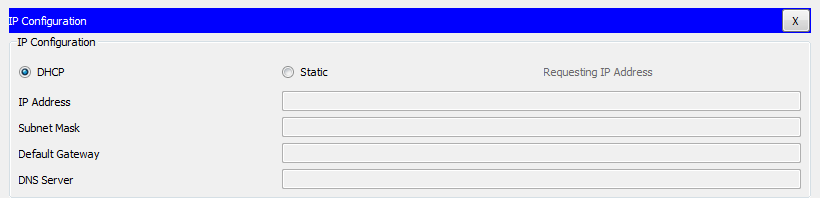 IP Configuration X
IP Configuration
DHCP Static Requesting IP Address
IP Address
Subnet Mask
Default Gateway
DNS Server